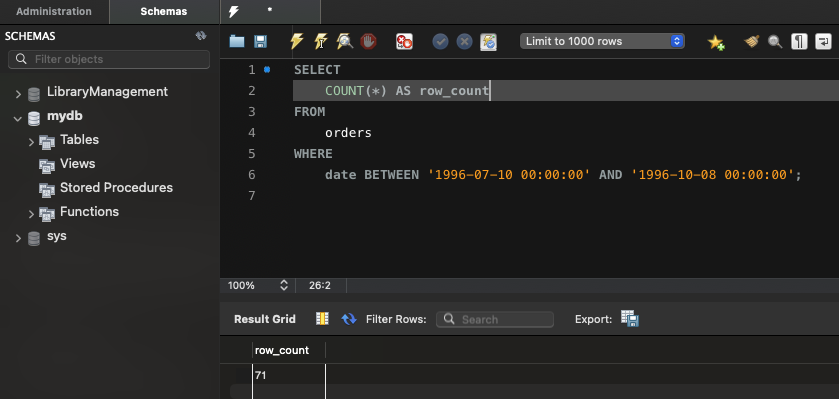 Administration Schemas *
SCHEMAS
Filter objects
LibraryManagement
mydb
Tables
Views
Stored Procedures
Functions
sys
Limit to 1000 rows
1 SELECT
2 COUNT(*) AS row_count
3 FROM
4 orders
5 WHERE
6 date BETWEEN '1996-07-10 00:00:00' AND '1996-10-08 00:00:00';
7
100% 26:2
Result Grid Filter Rows: Search Export:
row_count
71